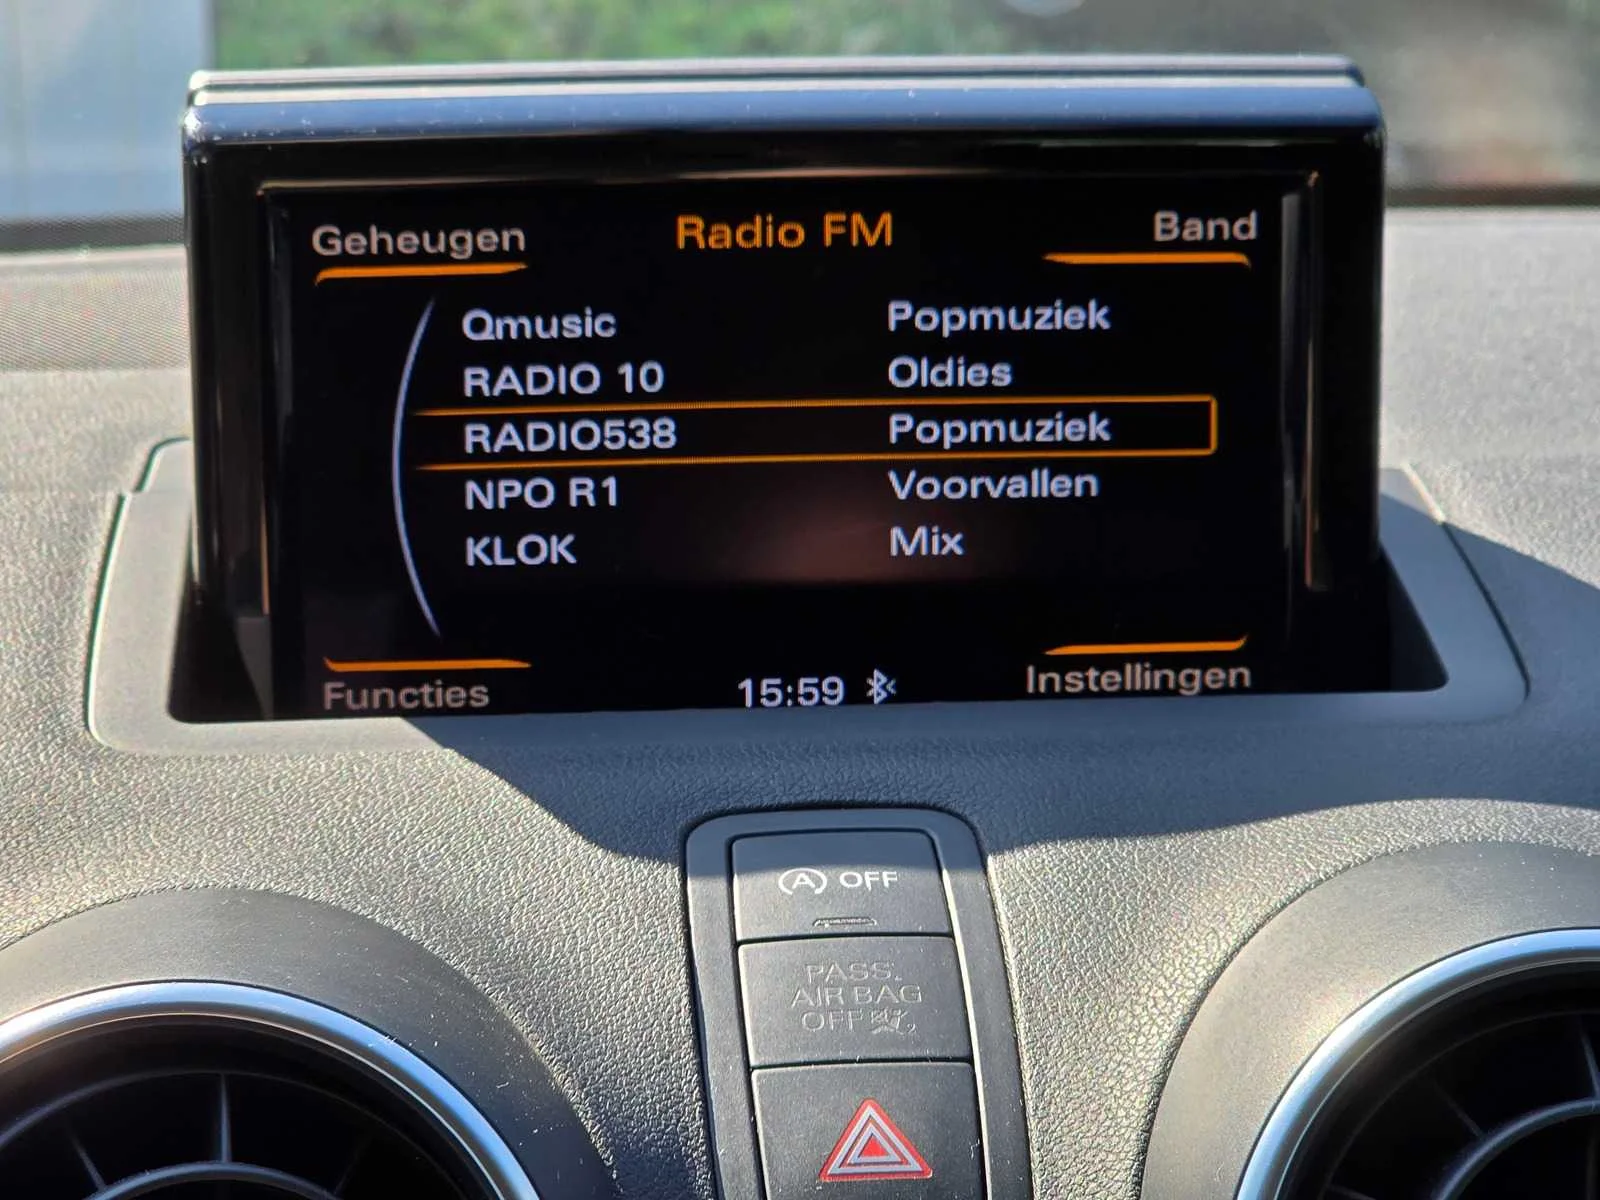 Geheugen Radio FM Band
Qmusic Popmuziek
RADIO 10 Oldies
RADIO538 Popmuziek
NPO R1 Voorvallen
KLOK Mix
Functies 15:59 Instellingen
A OFF
PASS.
AIR BAG
OFF